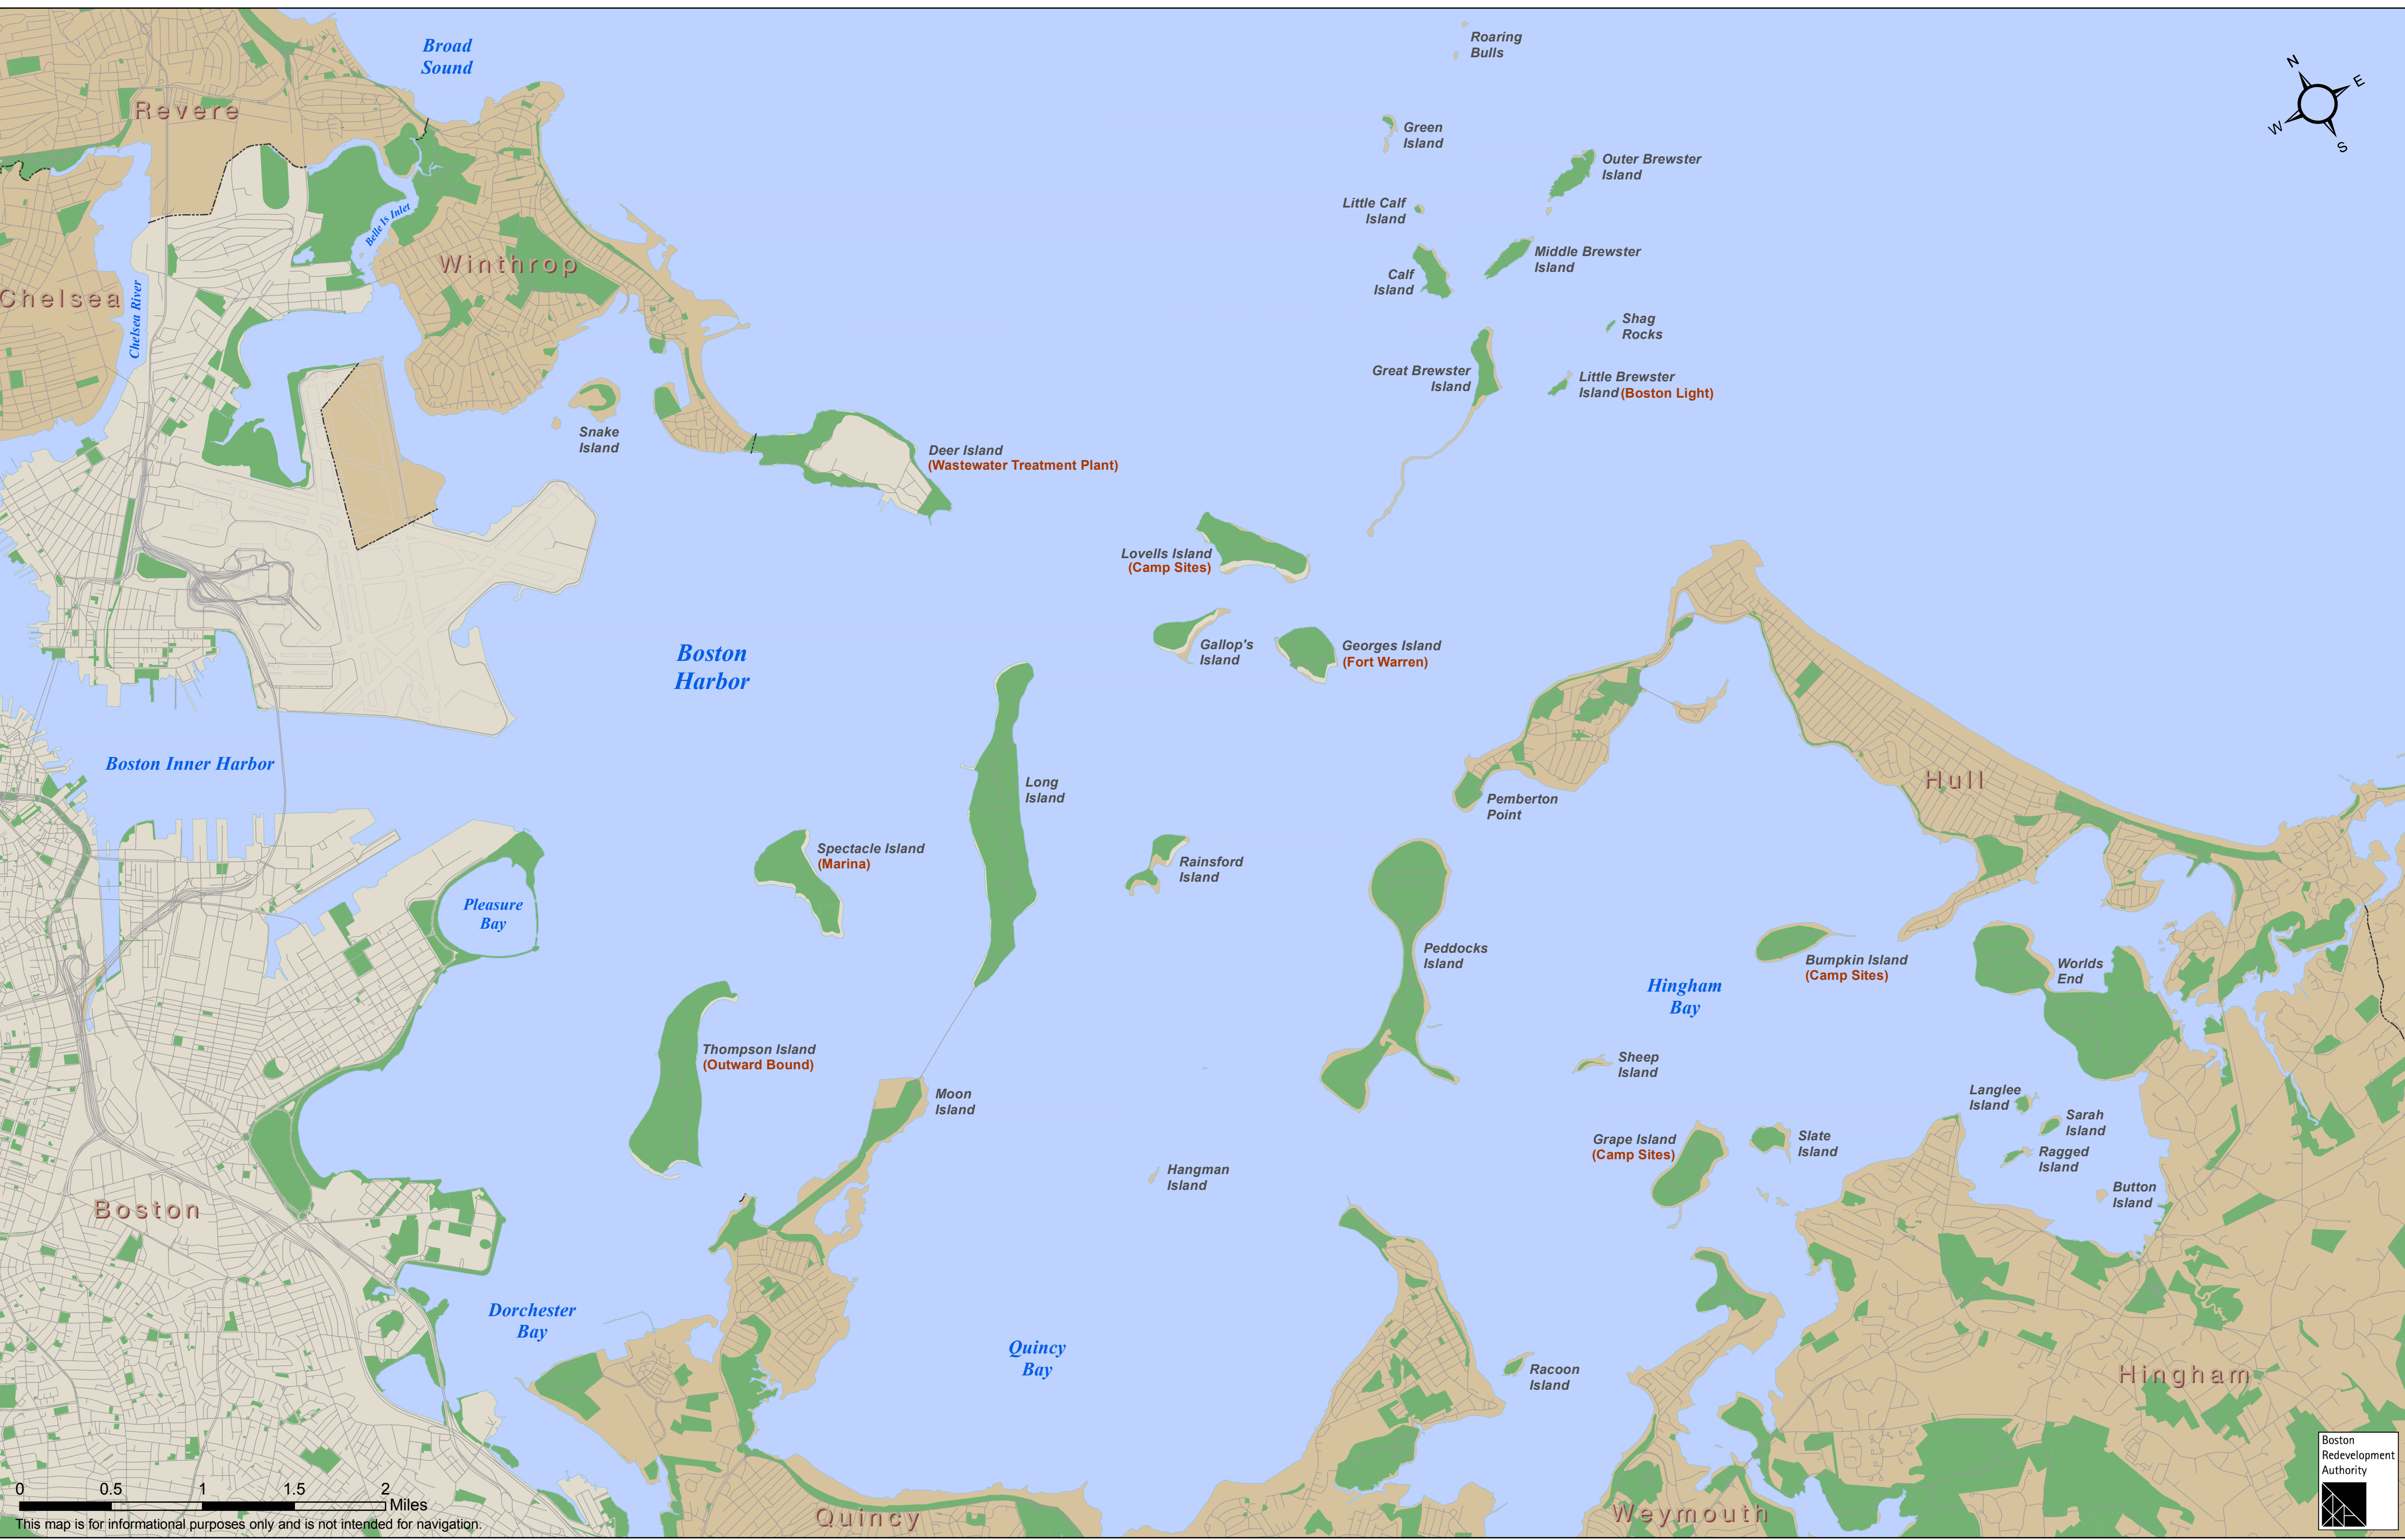 Broad
Sound
Roaring
Bulls
N
E
W
S
Revere
Green
Island
Outer Brewster
Island
Belle Is Inlet
Little Calf
Island
Winthrop
Middle Brewster
Island
Calf
Island
Chelsea
Chelsea River
Shag
Rocks
Great Brewster
Island
Little Brewster
Island (Boston Light)
Snake
Island
Deer Island
(Wastewater Treatment Plant)
Lovells Island
(Camp Sites)
Gallop's
Island
Georges Island
(Fort Warren)
Boston
Harbor
Boston Inner Harbor
Long
Island
Hull
Pemberton
Point
Spectacle Island
(Marina)
Rainsford
Island
Pleasure
Bay
Peddocks
Island
Bumpkin Island
(Camp Sites)
Worlds
End
Hingham
Bay
Thompson Island
(Outward Bound)
Sheep
Island
Moon
Island
Langlee
Island
Sarah
Island
Grape Island
(Camp Sites)
Slate
Island
Ragged
Island
Hangman
Island
Button
Island
Boston
Dorchester
Bay
Quincy
Bay
Racoon
Island
Hingham
Quincy
Weymouth
0 0.5 1 1.5 2
Miles
This map is for informational purposes only and is not intended for navigation.
Boston
Redevelopment
Authority